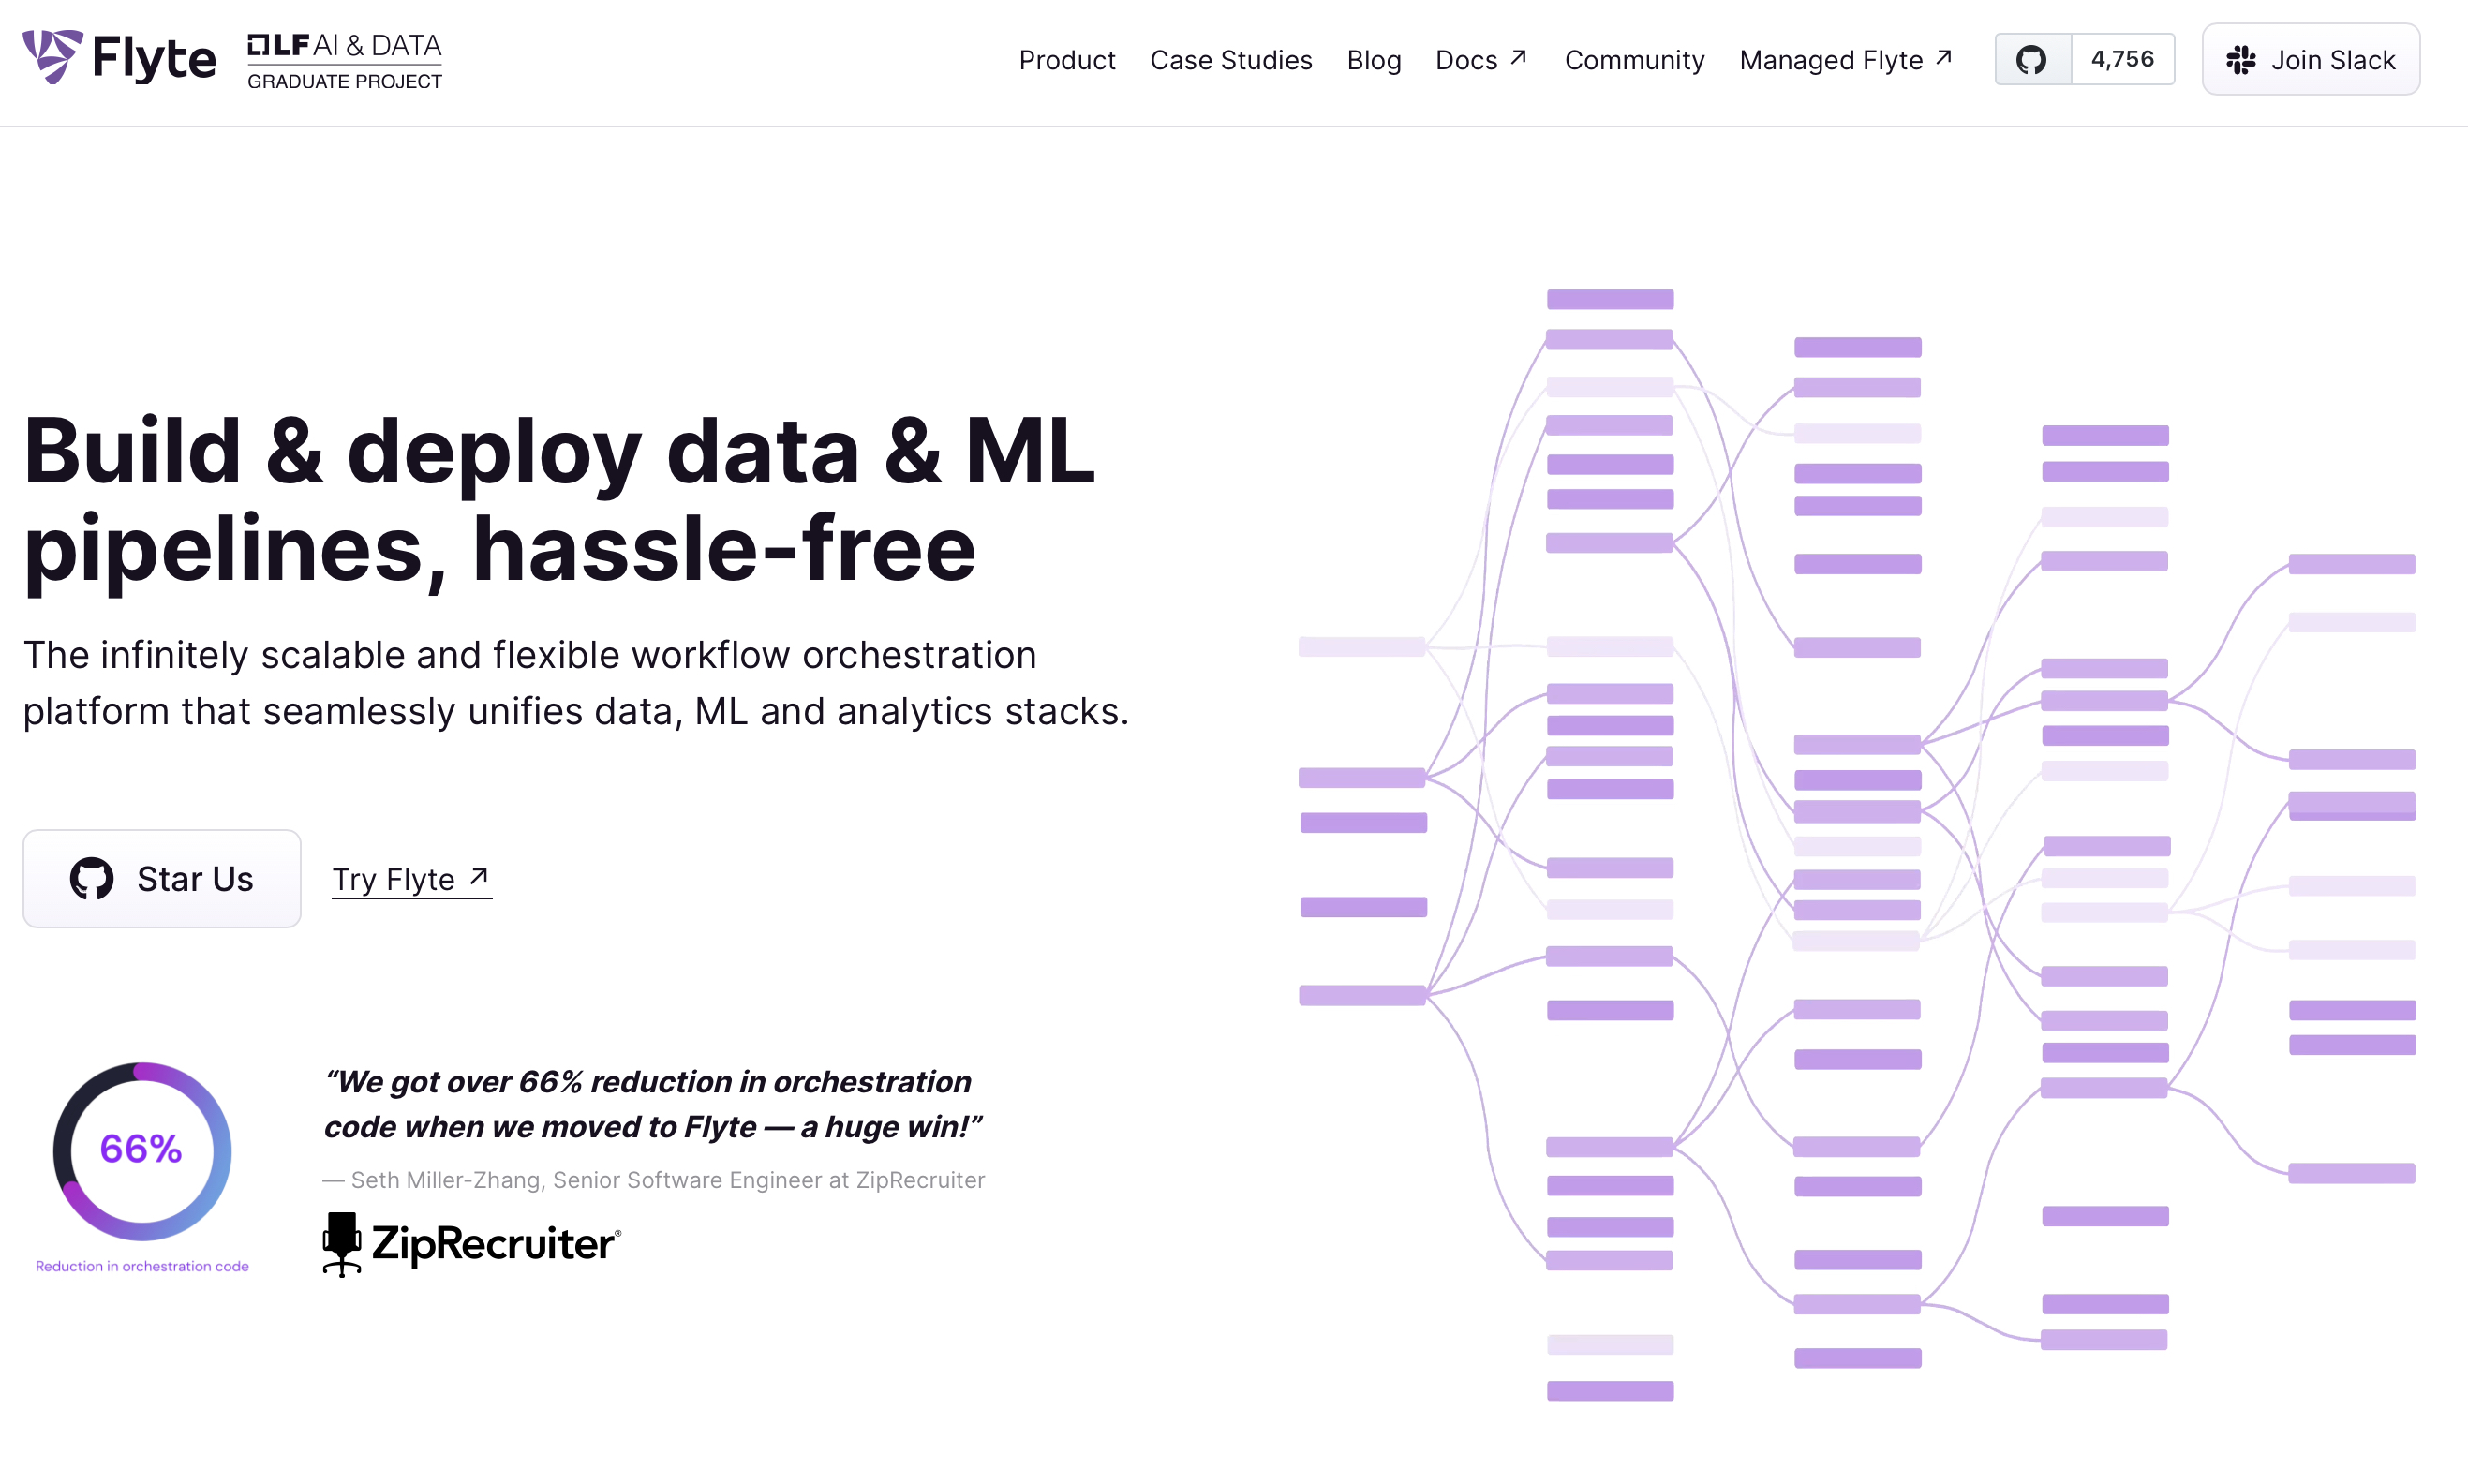 Flyte
LF AI & DATA
GRADUATE PROJECT
Product Case Studies Blog Docs ↗ Community Managed Flyte ↗ 4,756 Join Slack
Build & deploy data & ML
pipelines, hassle-free
The infinitely scalable and flexible workflow orchestration
platform that seamlessly unifies data, ML and analytics stacks.
Star Us
Try Flyte ↗
66%
Reduction in orchestration code
“We got over 66% reduction in orchestration
code when we moved to Flyte — a huge win!”
— Seth Miller-Zhang, Senior Software Engineer at ZipRecruiter
ZipRecruiter®